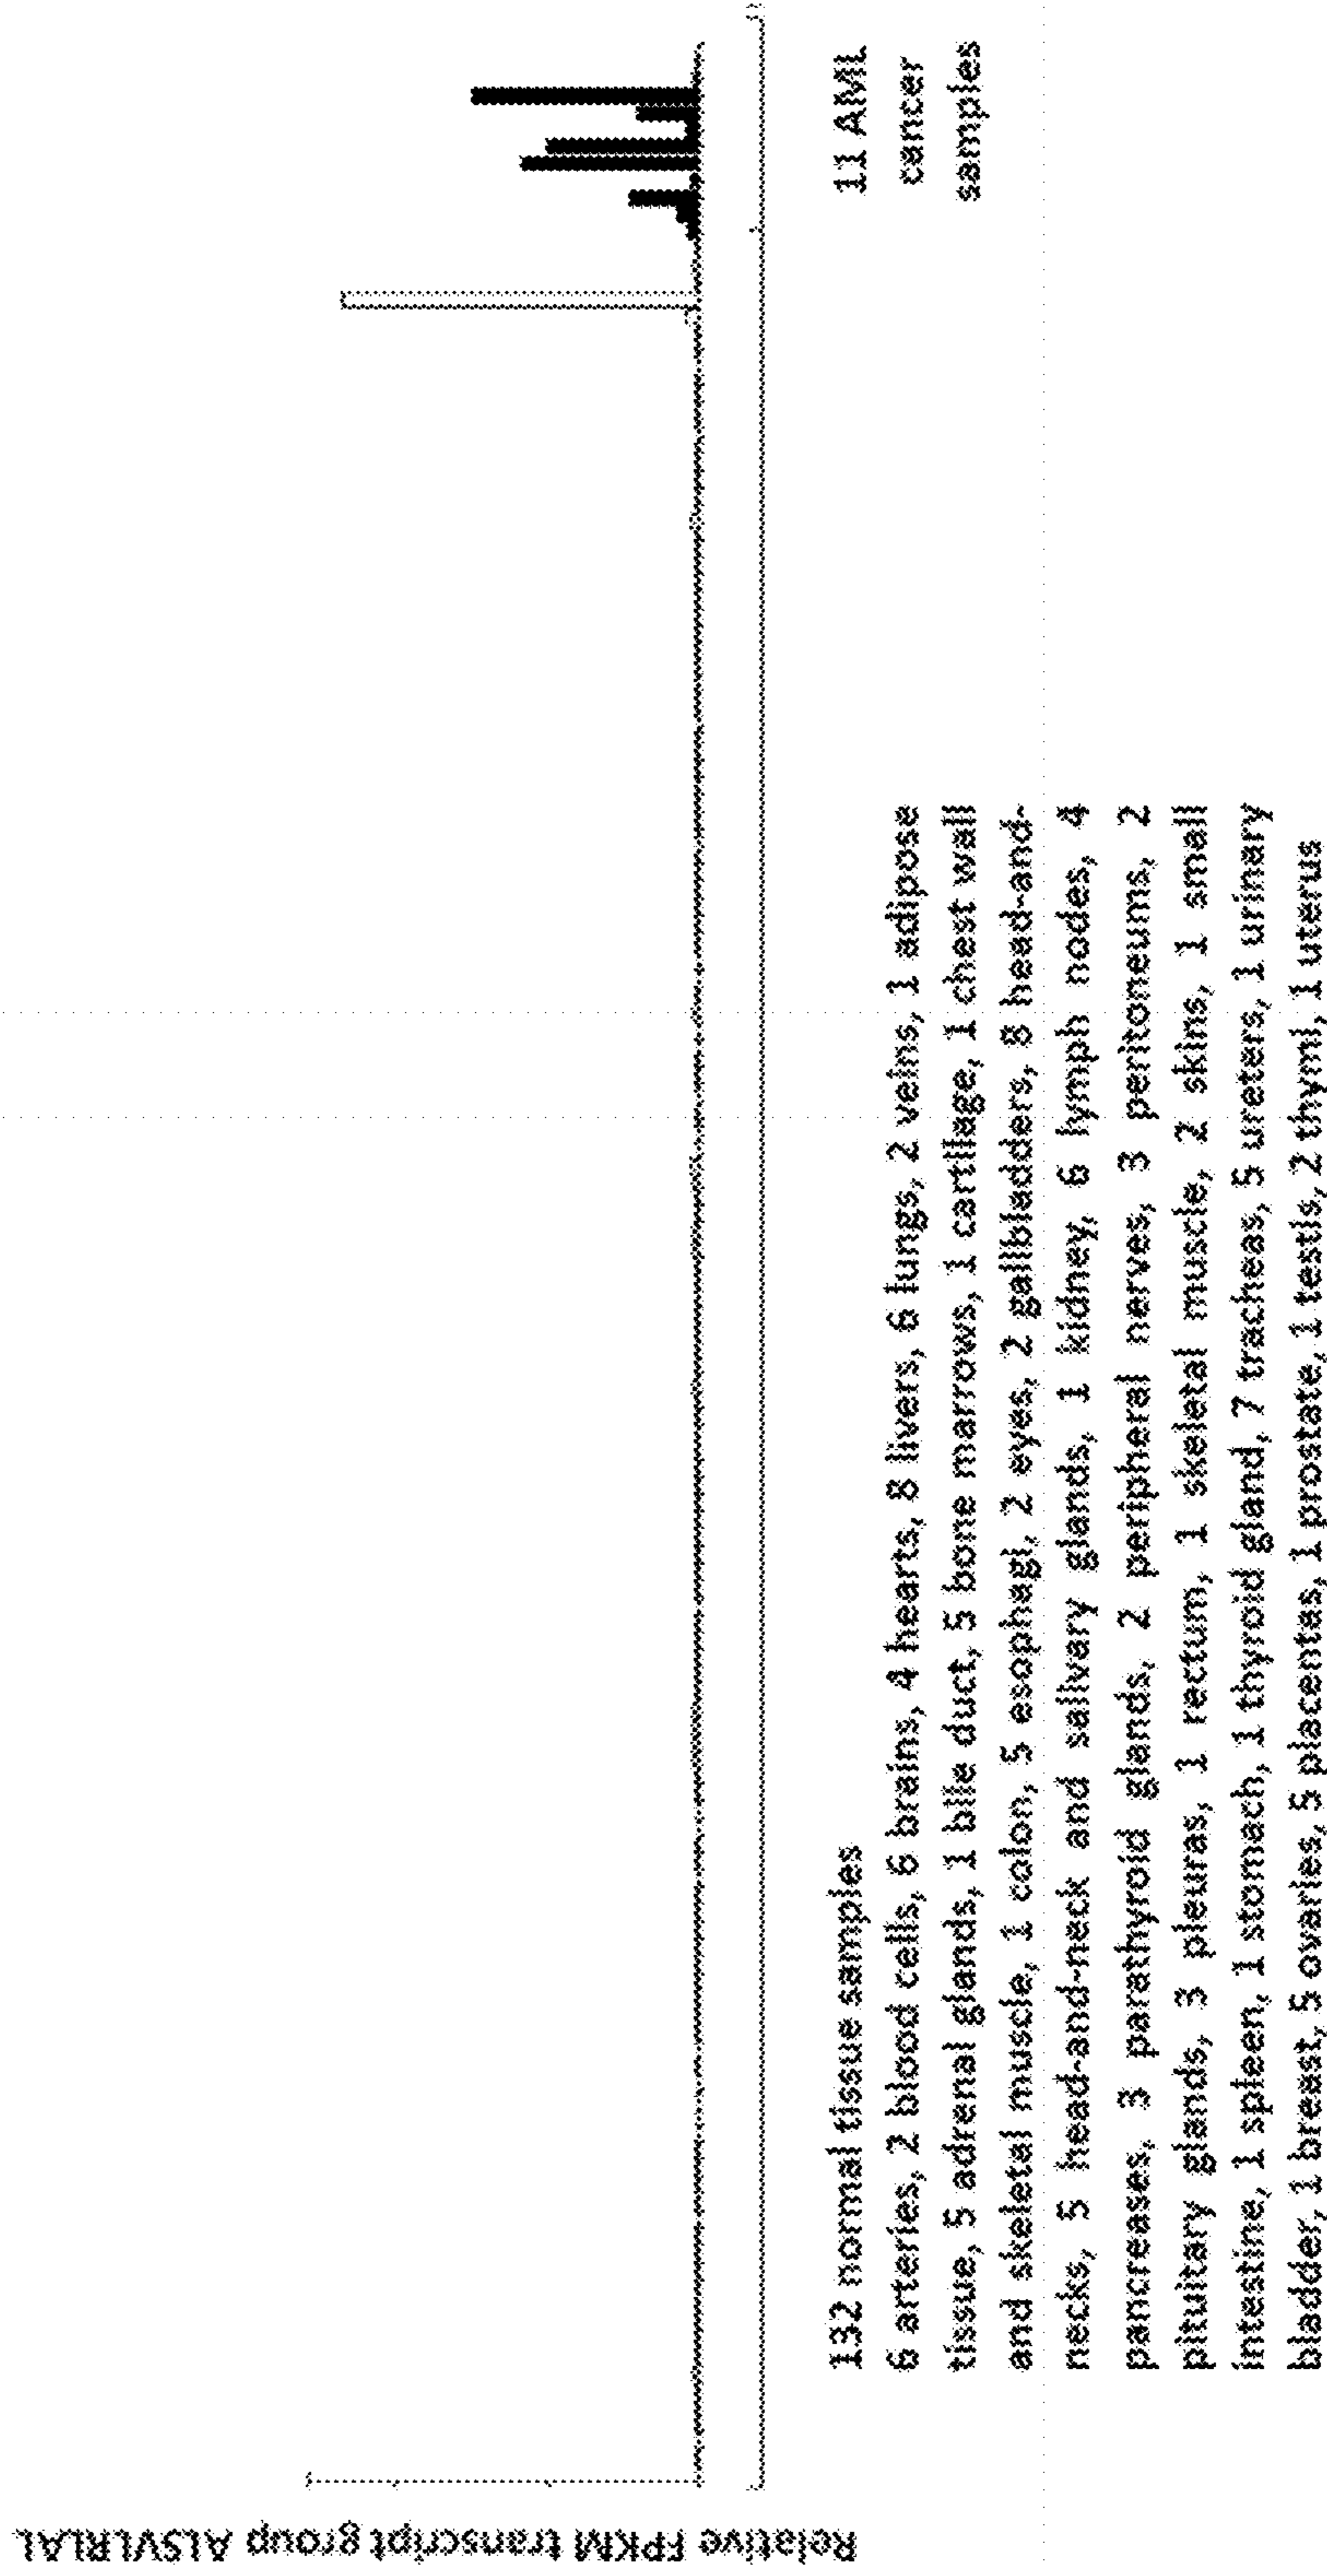 Relative FPKM transcript group ALSVLRLAL
132 normal tissue samples
6 arteries, 2 blood cells, 6 brains, 4 hearts, 8 livers, 6 lungs, 2 veins, 1 adipose
tissue, 5 adrenal glands, 1 bile duct, 5 bone marrows, 1 cartilage, 1 chest wall
and skeletal muscle, 1 colon, 5 esophagi, 2 eyes, 2 gallbladders, 8 head-and-
necks, 5 head-and-neck and salivary glands, 1 kidney, 6 lymph nodes, 4
pancreases, 3 parathyroid glands, 2 peripheral nerves, 3 peritoneums, 2
pituitary glands, 3 pleuras, 1 rectum, 1 skeletal muscle, 2 skins, 1 small
intestine, 1 spleen, 1 stomach, 1 thyroid gland, 7 tracheas, 5 ureters, 1 urinary
bladder, 1 breast, 5 ovaries, 5 placentas, 1 prostate, 1 testis, 2 thymi, 1 uterus
11 AML
cancer
samples